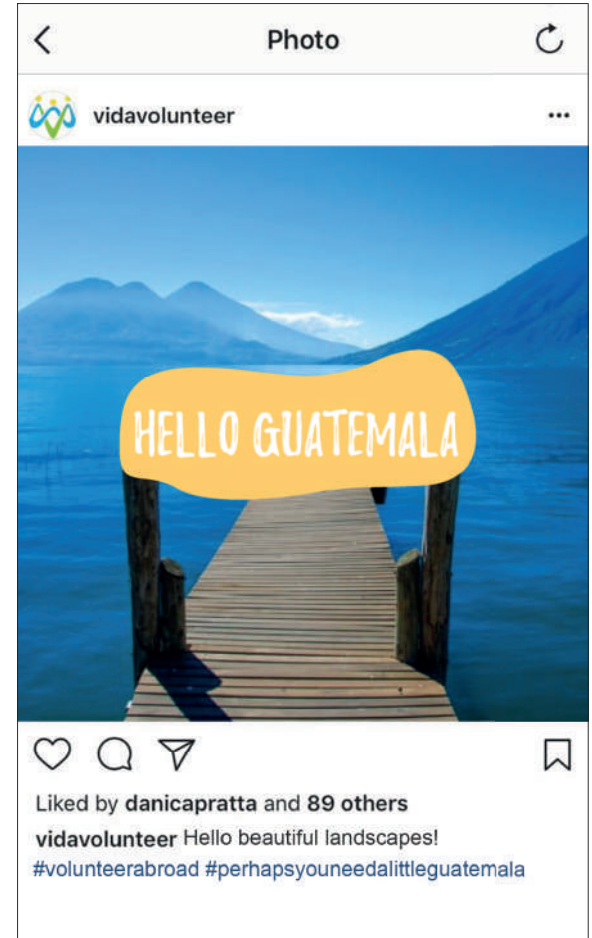 Photo
vidavolunteer
HELLO GUATEMALA
Liked by danicapratta and 89 others
vidavolunteer Hello beautiful landscapes!
#volunteerabroad #perhapsyouneedalittleguatemala